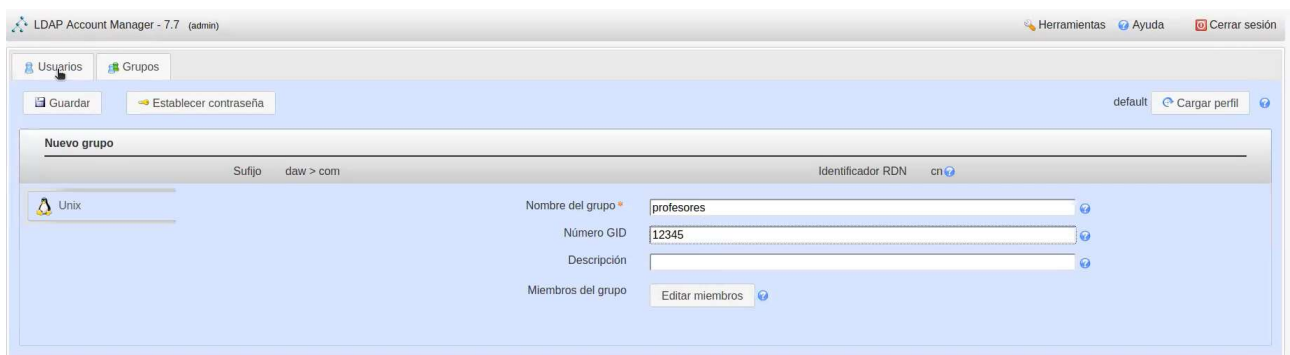 LDAP Account Manager - 7.7 (admin) Herramientas Ayuda Cerrar sesión
Usuarios Grupos
Guardar Establecer contraseña default Cargar perfil
Nuevo grupo
Sufijo daw > com Identificador RDN cn
Unix
Nombre del grupo * profesores
Número GID 12345
Descripción
Miembros del grupo Editar miembros